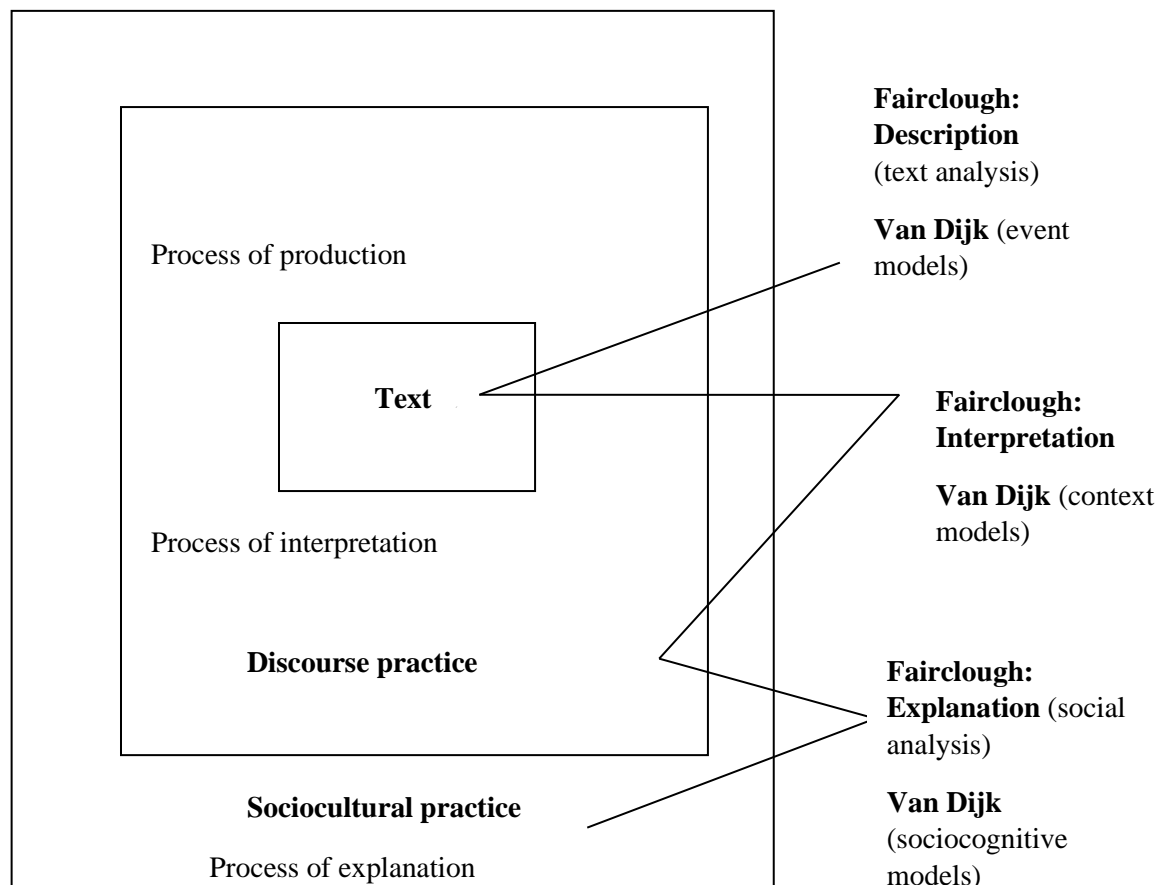 Fairclough:
Description
(text analysis)
Van Dijk (event
models)
Process of production
Text
Fairclough:
Interpretation
Van Dijk (context
models)
Process of interpretation
Discourse practice
Fairclough:
Explanation (social
analysis)
Van Dijk
(sociocognitive
models)
Sociocultural practice
Process of explanation